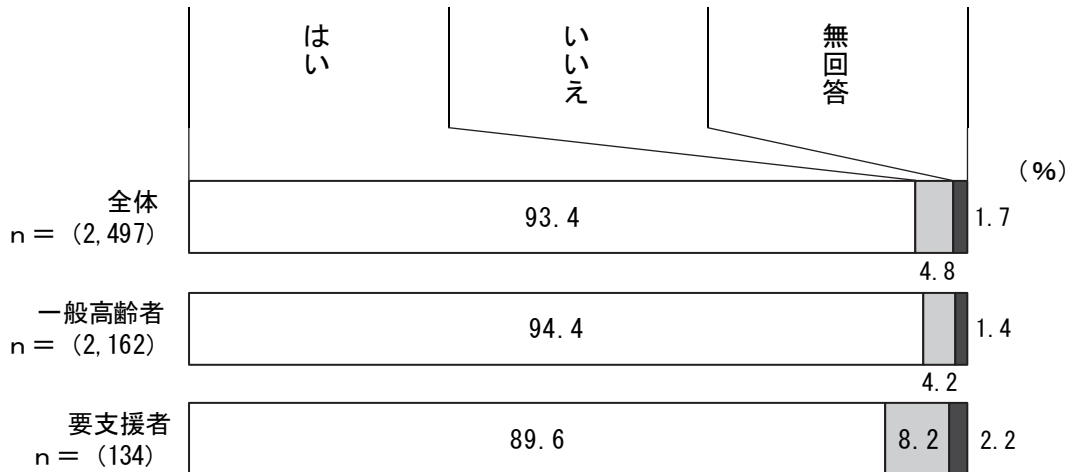 はい
いいえ
無回答
(%)
全体
n = (2,497)
93.4
4.8
1.7
一般高齢者
n = (2,162)
94.4
4.2
1.4
要支援者
n = (134)
89.6
8.2
2.2